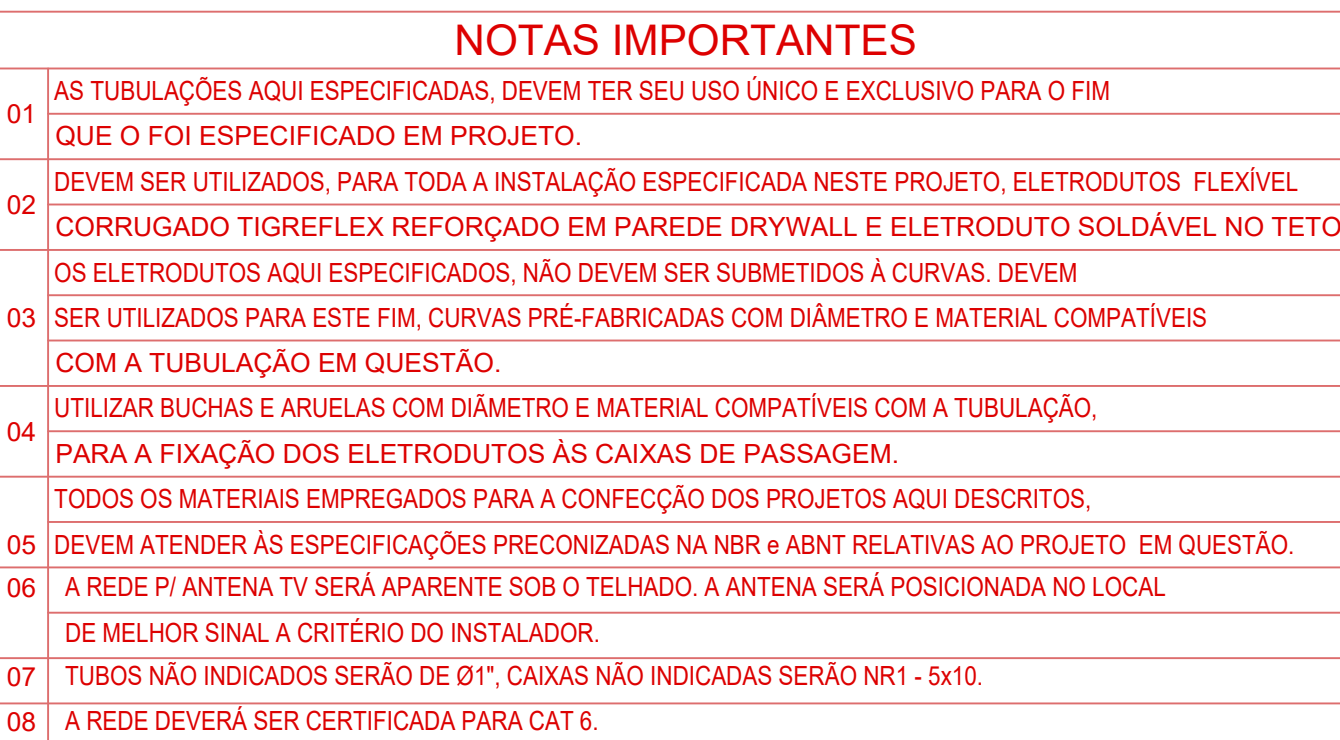 NOTAS IMPORTANTES
01
AS TUBULAÇÕES AQUI ESPECIFICADAS, DEVEM TER SEU USO ÚNICO E EXCLUSIVO PARA O FIM
QUE O FOI ESPECIFICADO EM PROJETO.
02
DEVEM SER UTILIZADOS, PARA TODA A INSTALAÇÃO ESPECIFICADA NESTE PROJETO, ELETRODUTOS FLEXÍVEL
CORRUGADO TIGREFLEX REFORÇADO EM PAREDE DRYWALL E ELETRODUTO SOLDÁVEL NO TETO
OS ELETRODUTOS AQUI ESPECIFICADOS, NÃO DEVEM SER SUBMETIDOS À CURVAS. DEVEM
03 SER UTILIZADOS PARA ESTE FIM, CURVAS PRÉ-FABRICADAS COM DIÂMETRO E MATERIAL COMPATÍVEIS
COM A TUBULAÇÃO EM QUESTÃO.
04
UTILIZAR BUCHAS E ARUELAS COM DIÃMETRO E MATERIAL COMPATÍVEIS COM A TUBULAÇÃO,
PARA A FIXAÇÃO DOS ELETRODUTOS ÀS CAIXAS DE PASSAGEM.
TODOS OS MATERIAIS EMPREGADOS PARA A CONFECÇÃO DOS PROJETOS AQUI DESCRITOS,
05 DEVEM ATENDER ÀS ESPECIFICAÇÕES PRECONIZADAS NA NBR e ABNT RELATIVAS AO PROJETO EM QUESTÃO.
06 A REDE P/ ANTENA TV SERÁ APARENTE SOB O TELHADO. A ANTENA SERÁ POSICIONADA NO LOCAL
DE MELHOR SINAL A CRITÉRIO DO INSTALADOR.
07 TUBOS NÃO INDICADOS SERÃO DE Ø1", CAIXAS NÃO INDICADAS SERÃO NR1 - 5x10.
08 A REDE DEVERÁ SER CERTIFICADA PARA CAT 6.